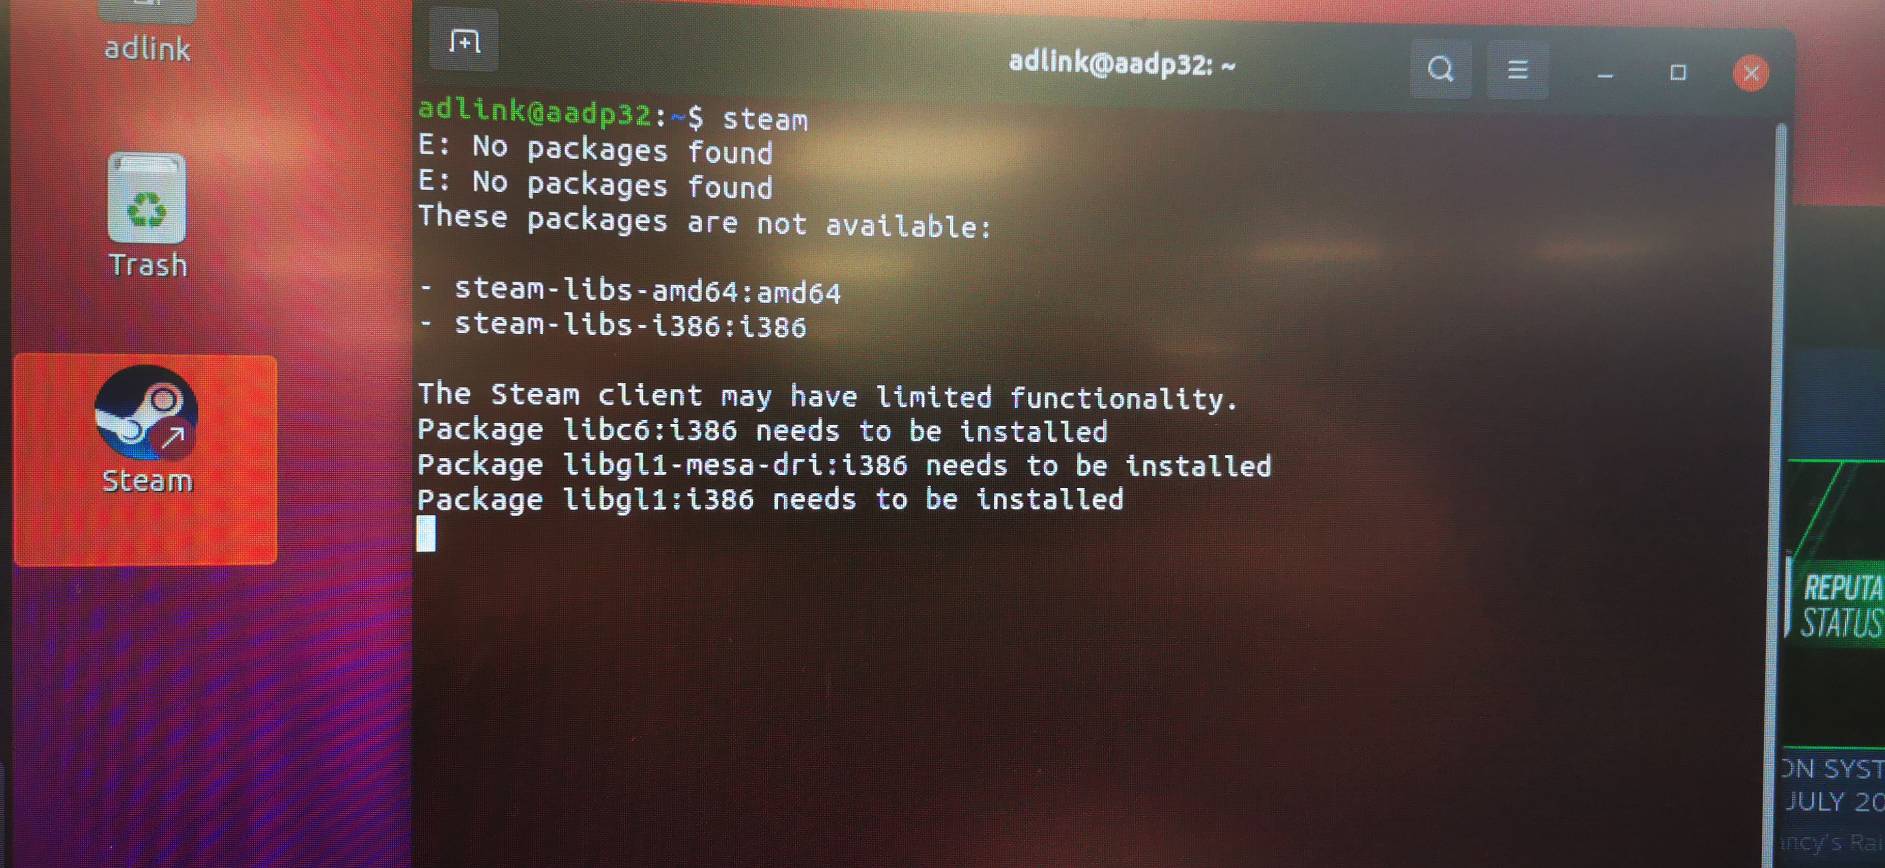 adlink
Trash
Steam
adlink@aadp32: ~
adlink@aadp32:~$ steam
E: No packages found
E: No packages found
These packages are not available:
- steam-libs-amd64:amd64
- steam-libs-i386:i386
The Steam client may have limited functionality.
Package libc6:i386 needs to be installed
Package libgl1-mesa-dri:i386 needs to be installed
Package libgl1:i386 needs to be installed
REPUTA
STATUS
ON SYST
JULY 20
ancy's Rai